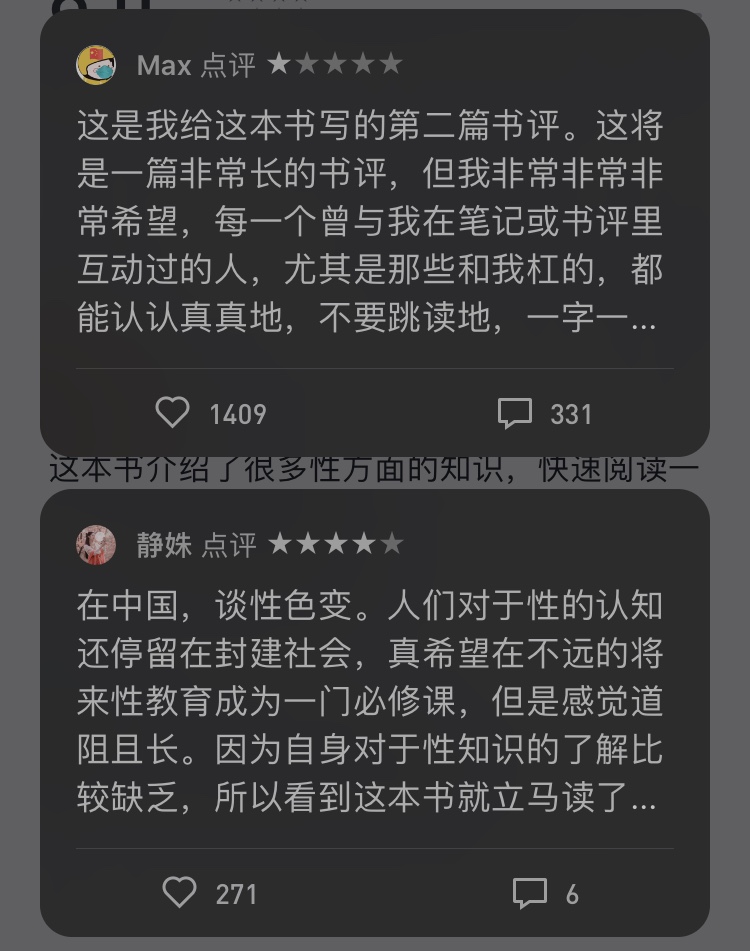 Max 点评
这是我给这本书写的第二篇书评。这将
是一篇非常长的书评，但我非常非常非
常希望，每一个曾与我在笔记或书评里
互动过的人，尤其是那些和我杠的，都
能认认真真地，不要跳读地，一字一...
1409 331
这本书介绍了很多性方面的知识，快速阅读一
静姝 点评
在中国，谈性色变。人们对于性的认知
还停留在封建社会，真希望在不远的将
来性教育成为一门必修课，但是感觉道
阻且长。因为自身对于性知识的了解比
较缺乏，所以看到这本书就立马读了...
271 6